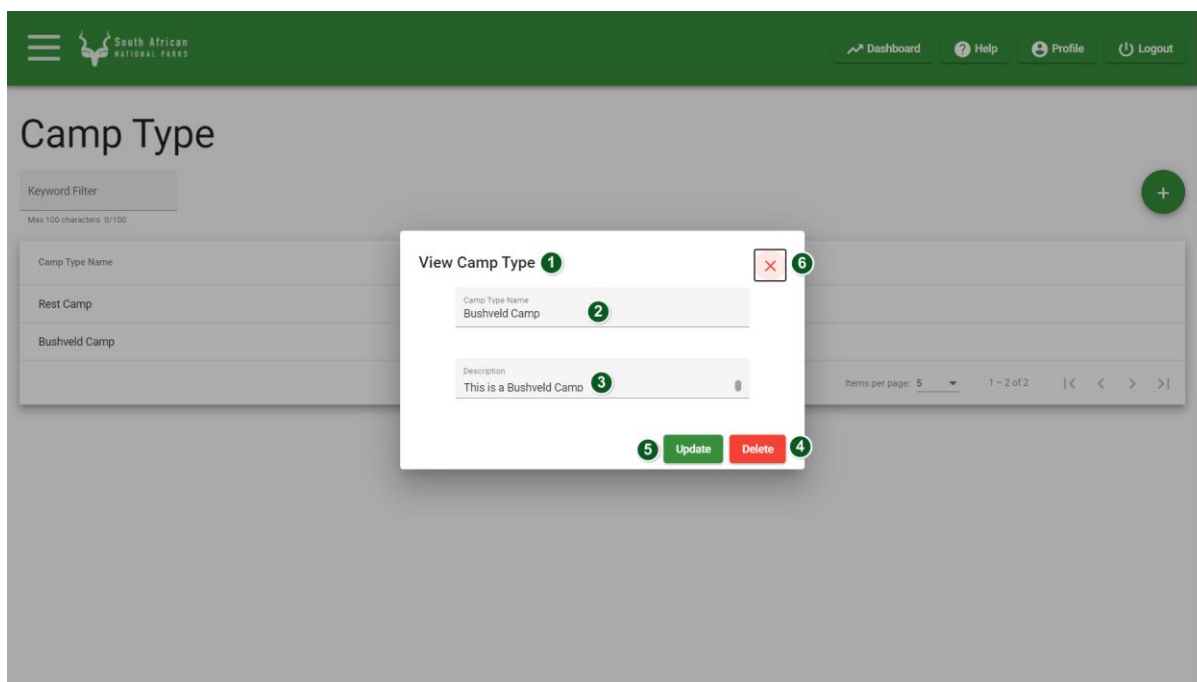 South African
NATIONAL PARKS
Dashboard
Help
Profile
Logout
Camp Type
Keyword Filter
Max 100 characters 0/100
Camp Type Name
Rest Camp
Bushveld Camp
View Camp Type 1
6
Camp Type Name
Bushveld Camp 2
Description
This is a Bushveld Camp 3
5 Update Delete 4
Items per page: 5 1 – 2 of 2